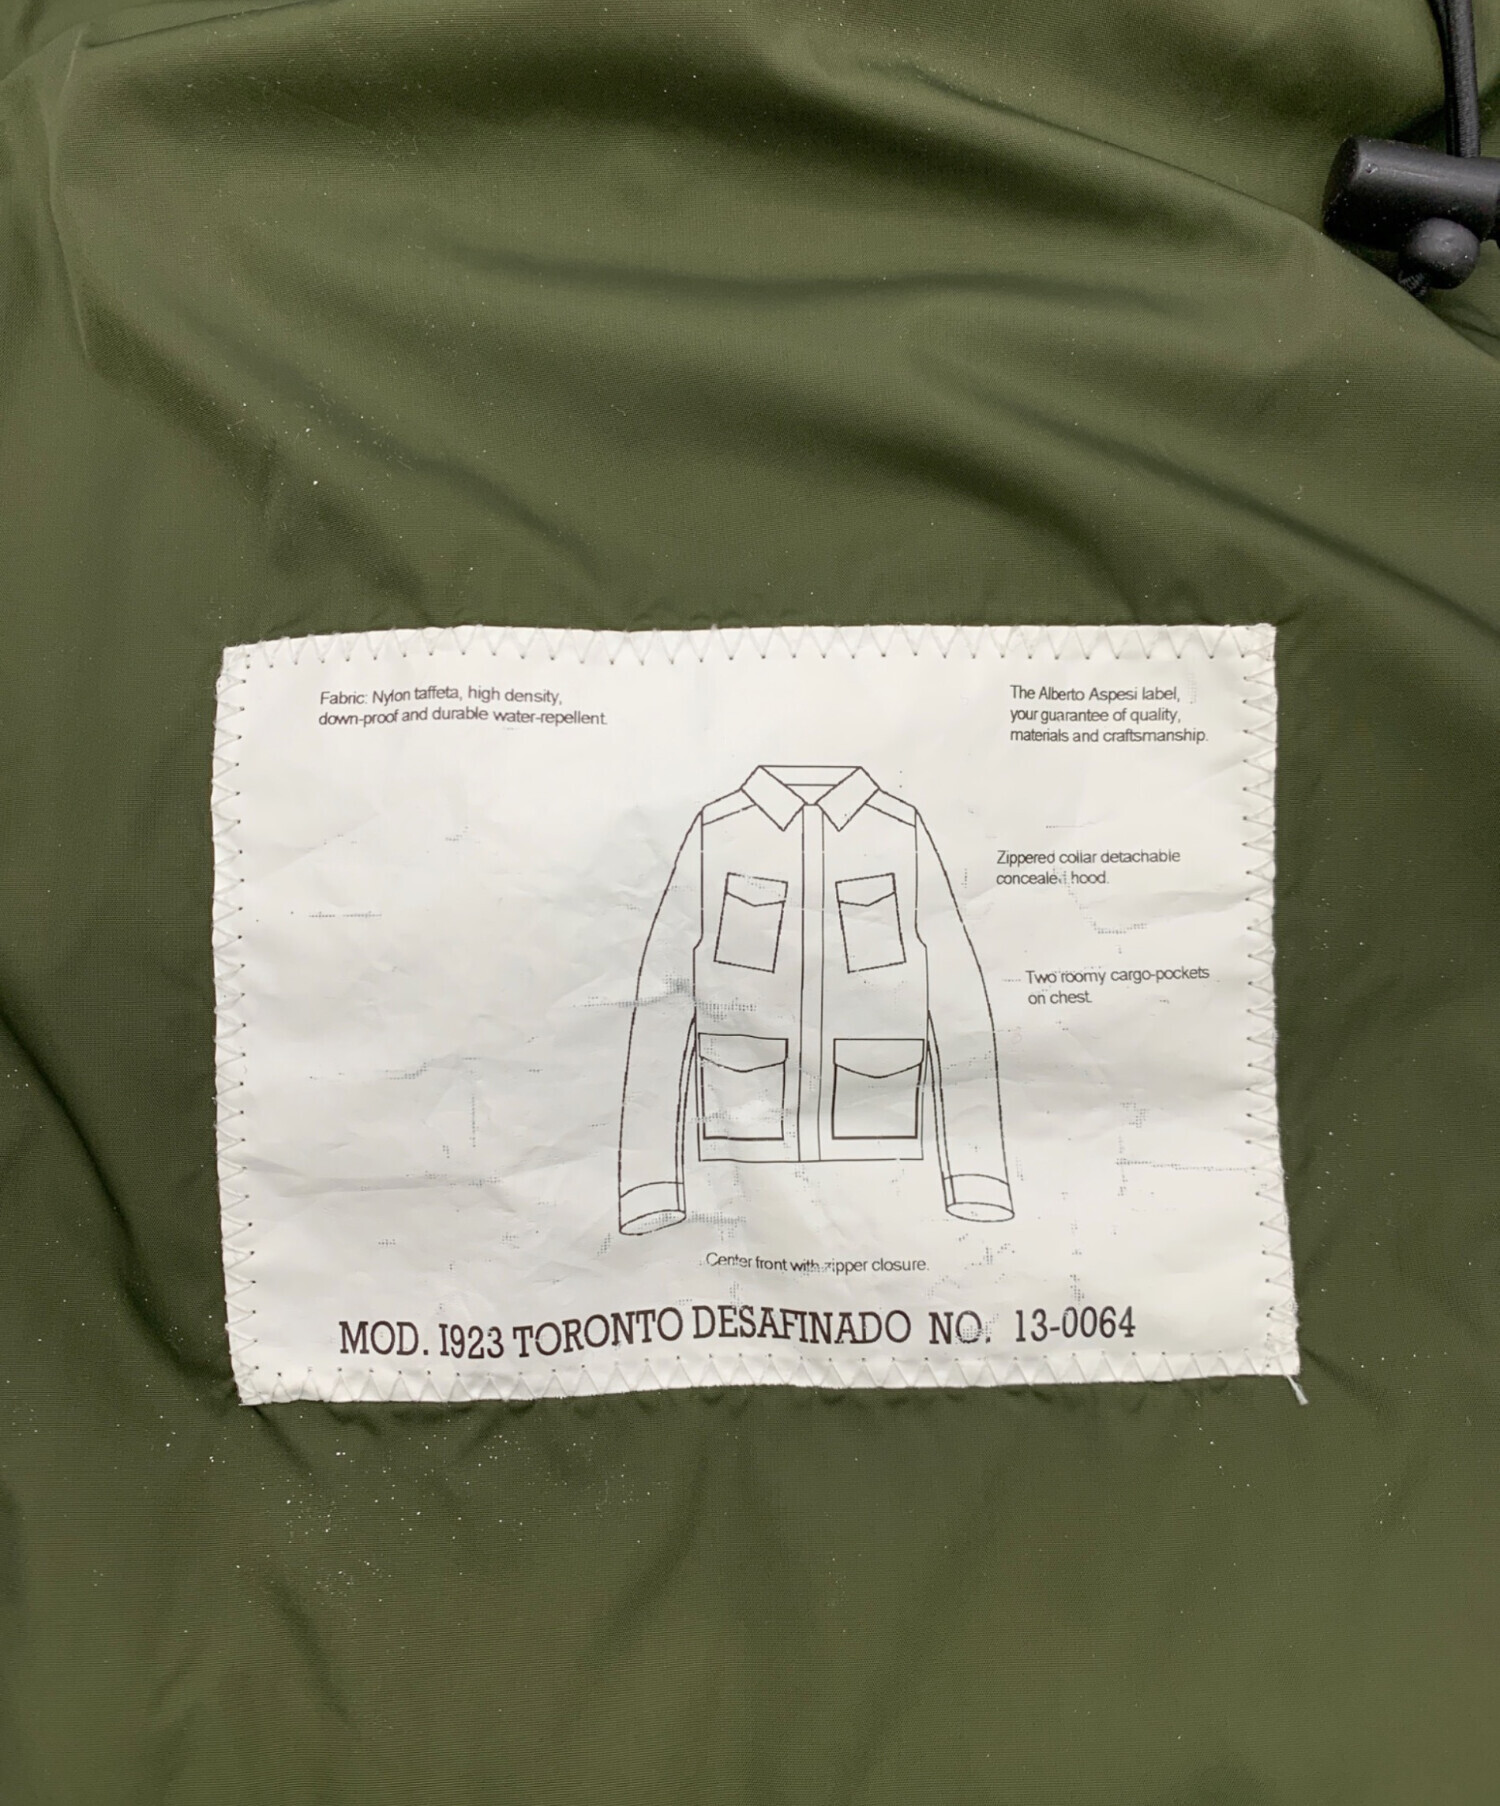 Fabric: Nylon taffeta, high density,
down-proof and durable water-repellent.
The Alberto Aspesi label,
your guarantee of quality,
materials and craftsmanship.
Zippered collar detachable
concealed hood.
Two roomy cargo-pockets
on chest.
Center front with zipper closure.
MOD. I923 TORONTO DESAFINADO NO. 13-0064